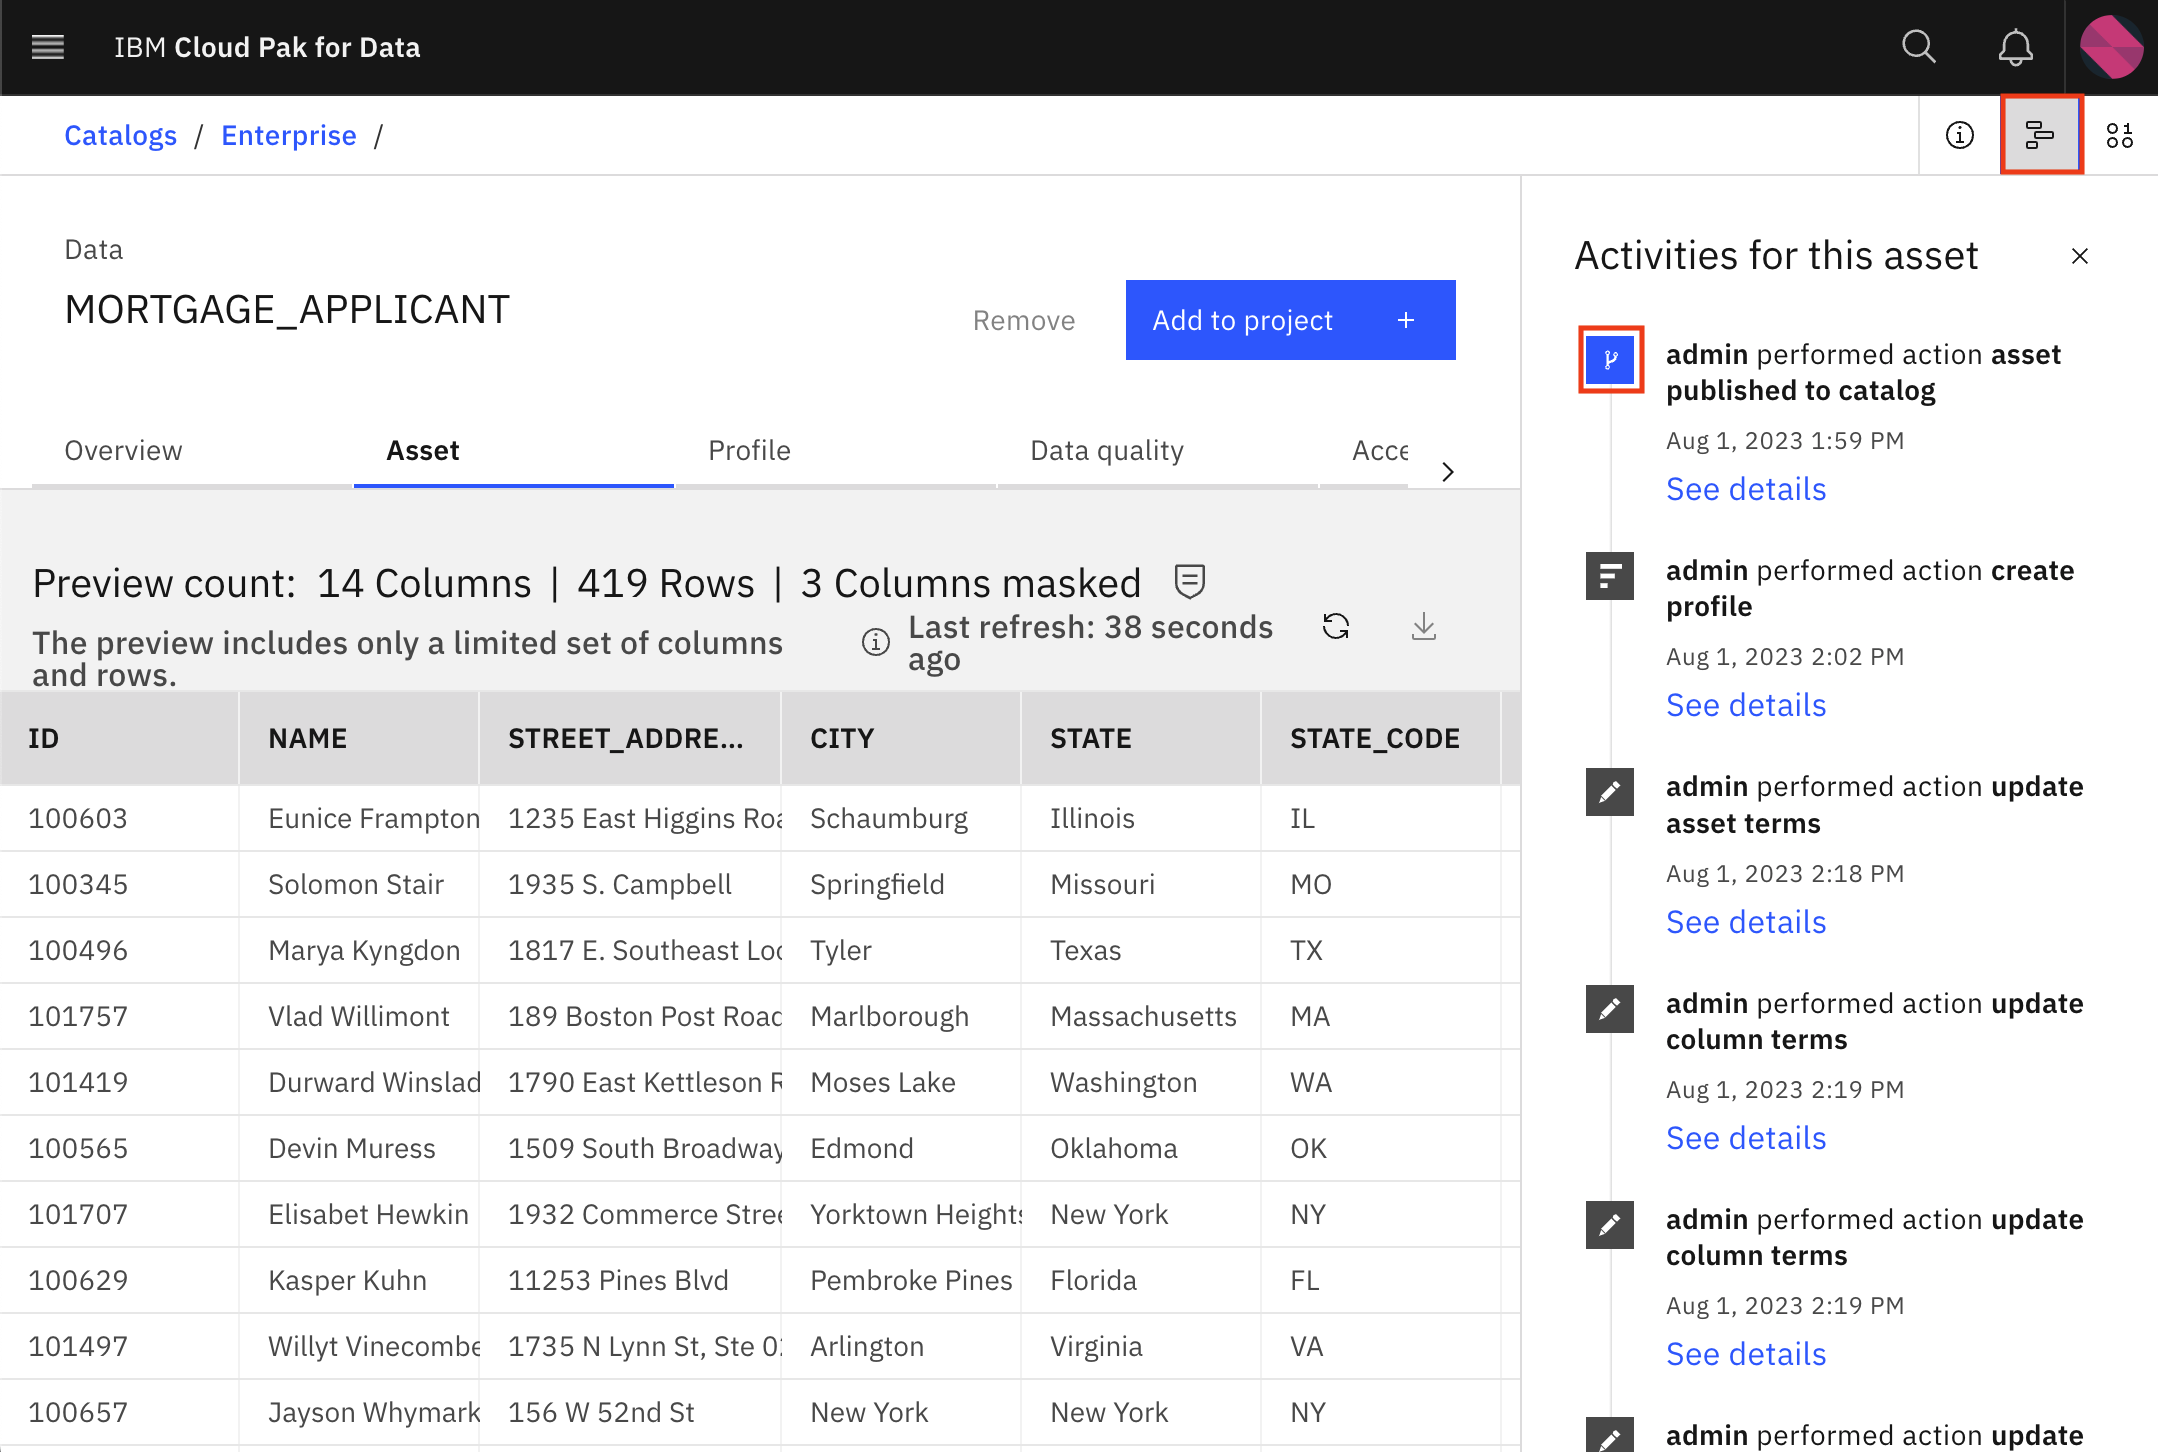 IBM Cloud Pak for Data
Catalogs / Enterprise /
Data
MORTGAGE_APPLICANT
Remove
Add to project +
Overview Asset Profile Data quality Acce
Preview count: 14 Columns | 419 Rows | 3 Columns masked
The preview includes only a limited set of columns
and rows.
Last refresh: 38 seconds
ago
ID NAME STREET_ADDRE... CITY STATE STATE_CODE
100603 Eunice Frampton 1235 East Higgins Roa Schaumburg Illinois IL
100345 Solomon Stair 1935 S. Campbell Springfield Missouri MO
100496 Marya Kyngdon 1817 E. Southeast Loo Tyler Texas TX
101757 Vlad Willimont 189 Boston Post Road Marlborough Massachusetts MA
101419 Durward Winslad 1790 East Kettleson R Moses Lake Washington WA
100565 Devin Muress 1509 South Broadway Edmond Oklahoma OK
101707 Elisabet Hewkin 1932 Commerce Stree Yorktown Heights New York NY
100629 Kasper Kuhn 11253 Pines Blvd Pembroke Pines Florida FL
101497 Willyt Vinecombe 1735 N Lynn St, Ste 02 Arlington Virginia VA
100657 Jayson Whymark 156 W 52nd St New York New York NY
Activities for this asset
admin performed action asset
published to catalog
Aug 1, 2023 1:59 PM
See details
admin performed action create
profile
Aug 1, 2023 2:02 PM
See details
admin performed action update
asset terms
Aug 1, 2023 2:18 PM
See details
admin performed action update
column terms
Aug 1, 2023 2:19 PM
See details
admin performed action update
column terms
Aug 1, 2023 2:19 PM
See details
admin performed action update